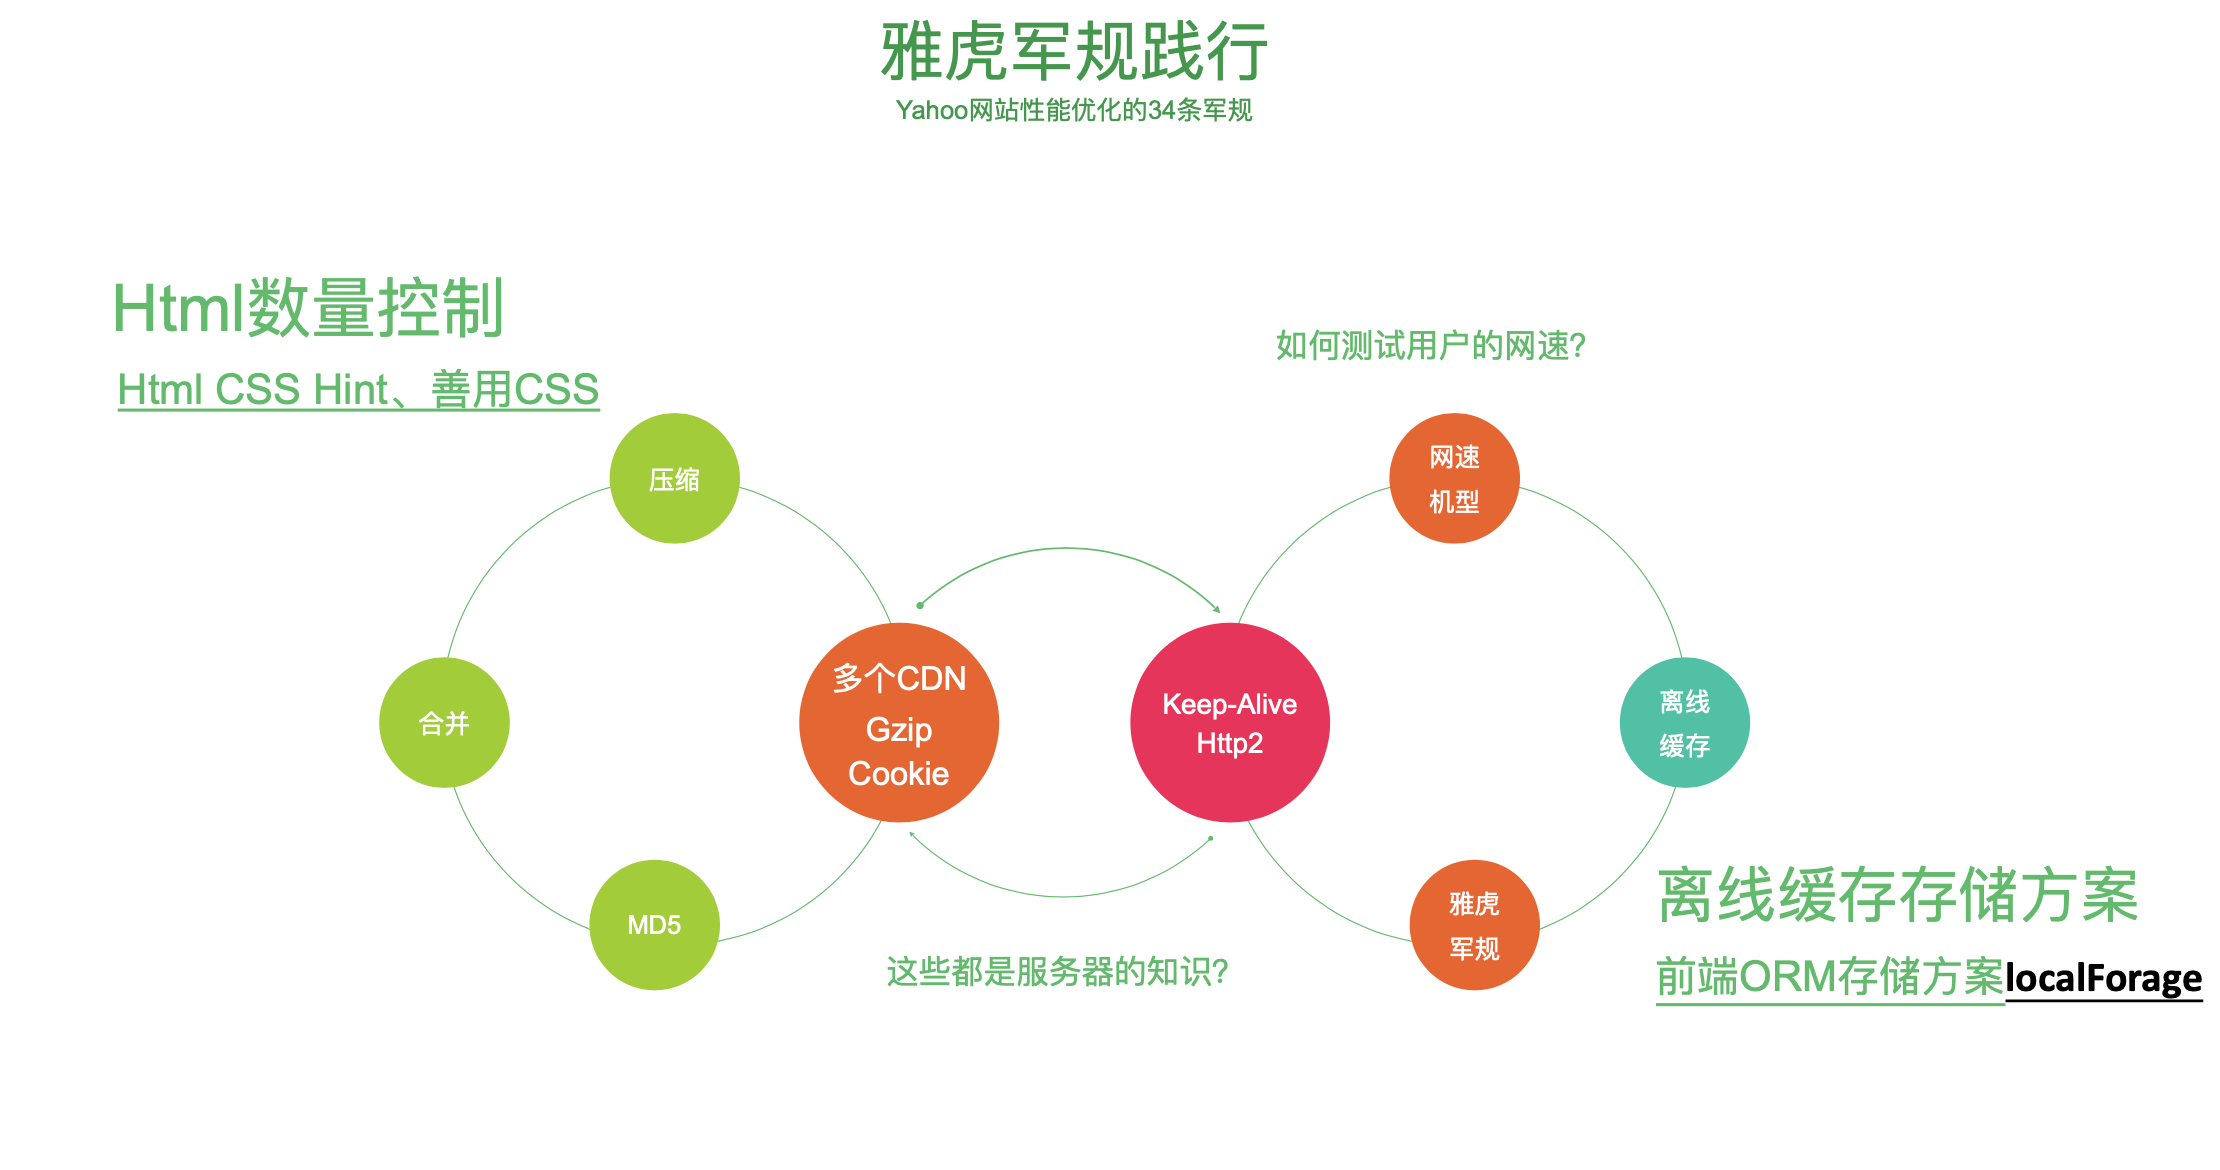 雅虎军规践行
Yahoo网站性能优化的34条军规
Html数量控制
Html CSS Hint、善用CSS
如何测试用户的网速?
压缩
网速
机型
合并
多个CDN
Gzip
Cookie
Keep-Alive
Http2
离线
缓存
MD5
雅虎
军规
这些都是服务器的知识?
离线缓存存储方案
前端ORM存储方案localForage